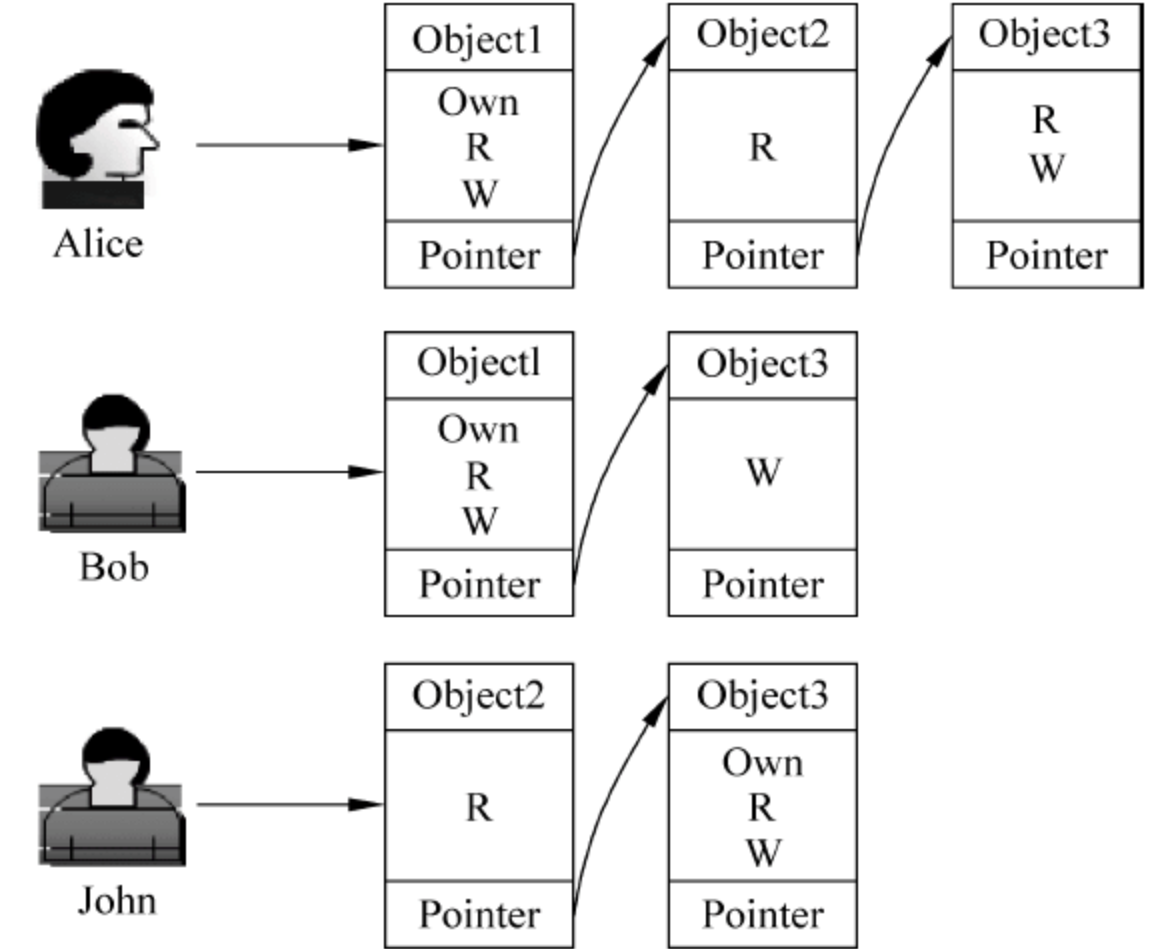 Object1
Own
R
W
Pointer
Object2
R
Pointer
Object3
R
W
Pointer
Alice
Objectl
Own
R
W
Pointer
Object3
W
Pointer
Bob
Object2
R
Pointer
Object3
Own
R
W
Pointer
John